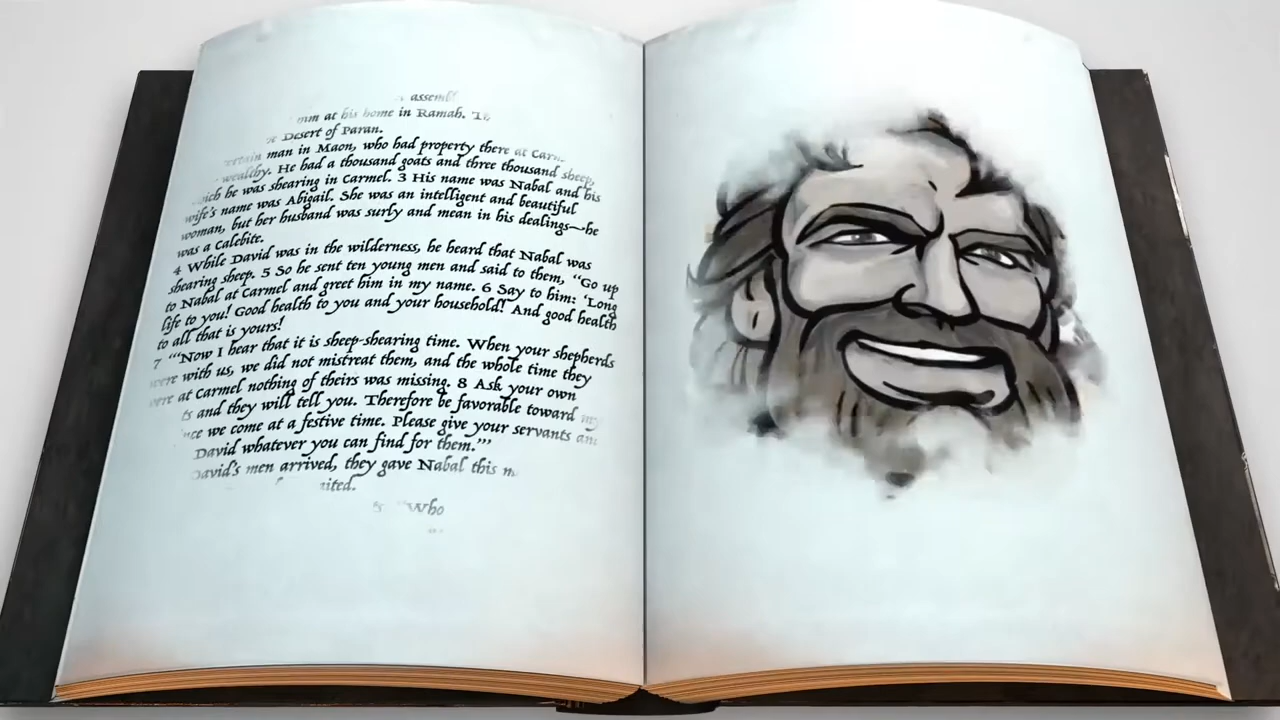 assembl
at his home in Ramah.
Desert of Paran.
man in Maon, who had property there at Carm
wealthy. He had a thousand goats and three thousand sheep,
he was shearing in Carmel. 3 His name was Nabal and his
wife's name was Abigail. She was an intelligent and beautiful
woman, but her husband was surly and mean in his dealings—he
was a Calebite.
4 While David was in the wilderness, he heard that Nabal was
shearing sheep. 5 So he sent ten young men and said to them, “Go up
to Nabal at Carmel and greet him in my name. 6 Say to him: ‘Long
life to you! Good health to you and your household! And good health
to all that is yours!
7 “‘Now I hear that it is sheep-shearing time. When your shepherds
were with us, we did not mistreat them, and the whole time they
were at Carmel nothing of theirs was missing. 8 Ask your own
and they will tell you. Therefore be favorable toward my
we come at a festive time. Please give your servants an
David whatever you can find for them.’”
David's men arrived, they gave Nabal this
“Who